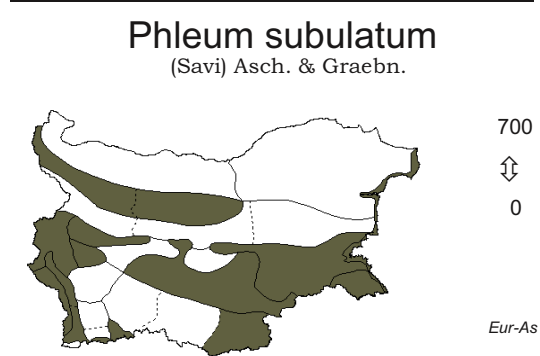 Phleum subulatum
(Savi) Asch. & Graebn.
700
⇕
0
Eur-As